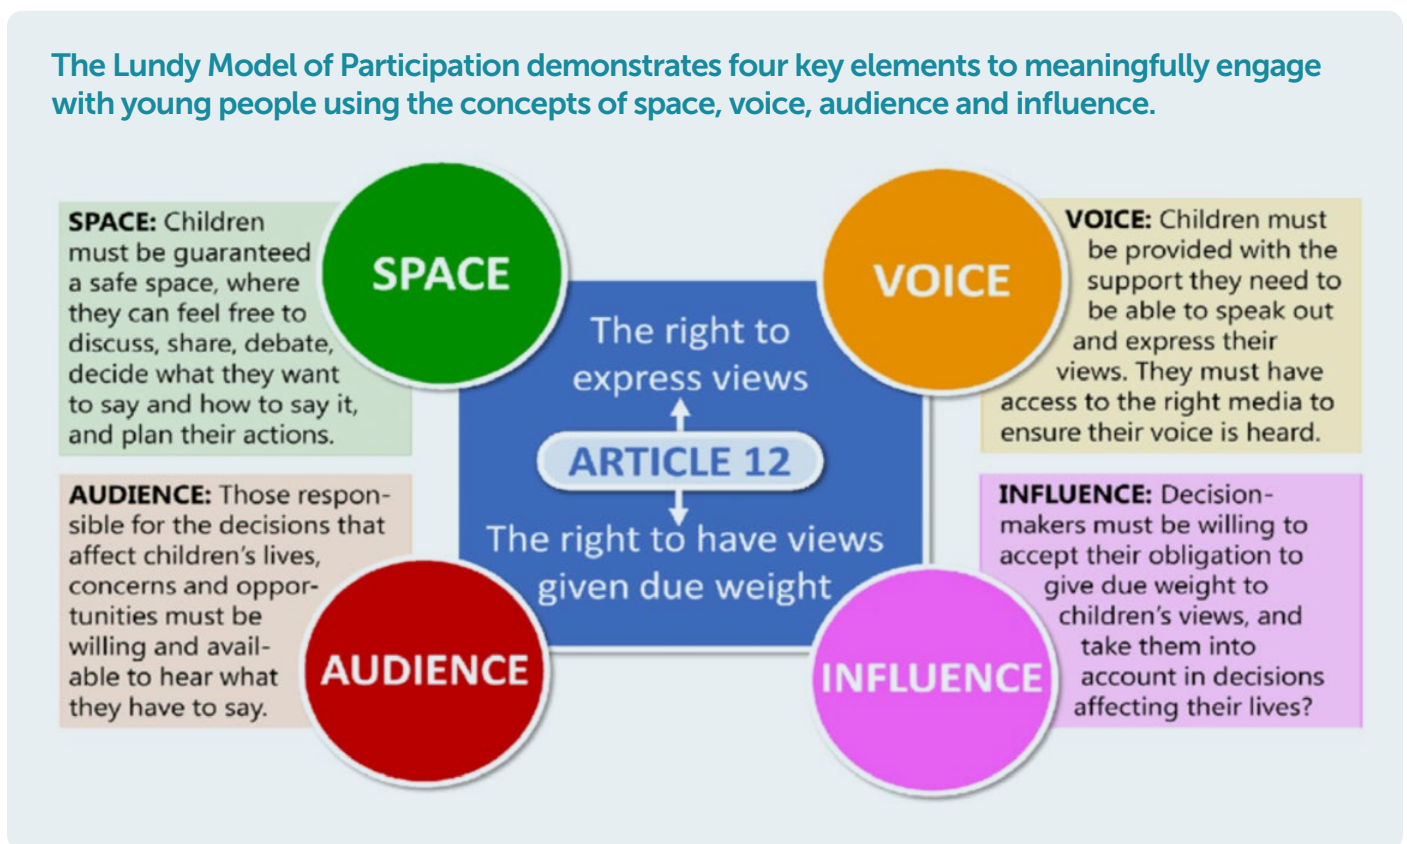 The Lundy Model of Participation demonstrates four key elements to meaningfully engage
with young people using the concepts of space, voice, audience and influence.
SPACE: Children
must be guaranteed
a safe space, where
they can feel free to
discuss, share, debate,
decide what they want
to say and how to say it,
and plan their actions.
SPACE
The right to
express views
ARTICLE 12
The right to have views
given due weight
VOICE
VOICE: Children must
be provided with the
support they need to
be able to speak out
and express their
views. They must have
access to the right media to
ensure their voice is heard.
AUDIENCE: Those respon-
sible for the decisions that
affect children's lives,
concerns and oppor-
tunities must be
willing and avail-
able to hear what
they have to say.
AUDIENCE
INFLUENCE
INFLUENCE: Decision-
makers must be willing to
accept their obligation to
give due weight to
children's views, and
take them into
account in decisions
affecting their lives?